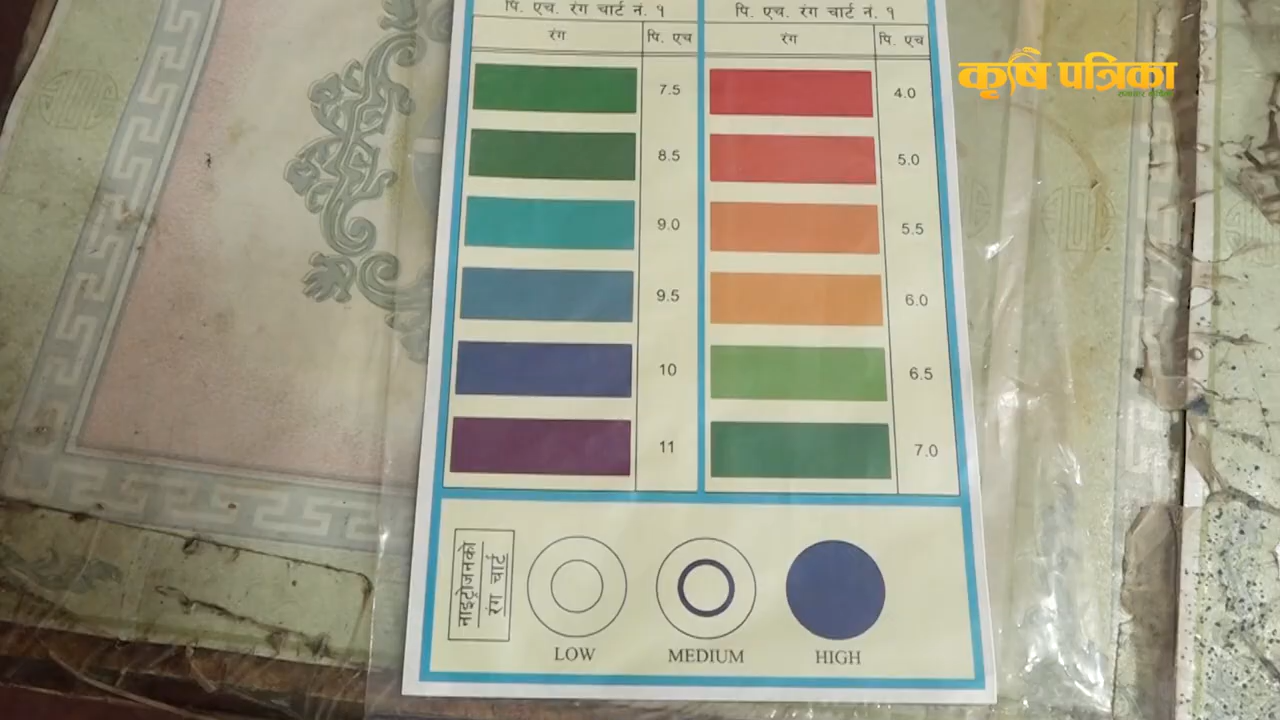 पि. एच. रंग चार्ट नं. १
रंग
पि. एच
7.5
8.5
9.0
9.5
10
11
पि. एच. रंग चार्ट नं. १
रंग
पि. एच
4.0
5.0
5.5
6.0
6.5
7.0
नाइट्रोजनको
रंग चार्ट
LOW
MEDIUM
HIGH
कृषि पत्रिका